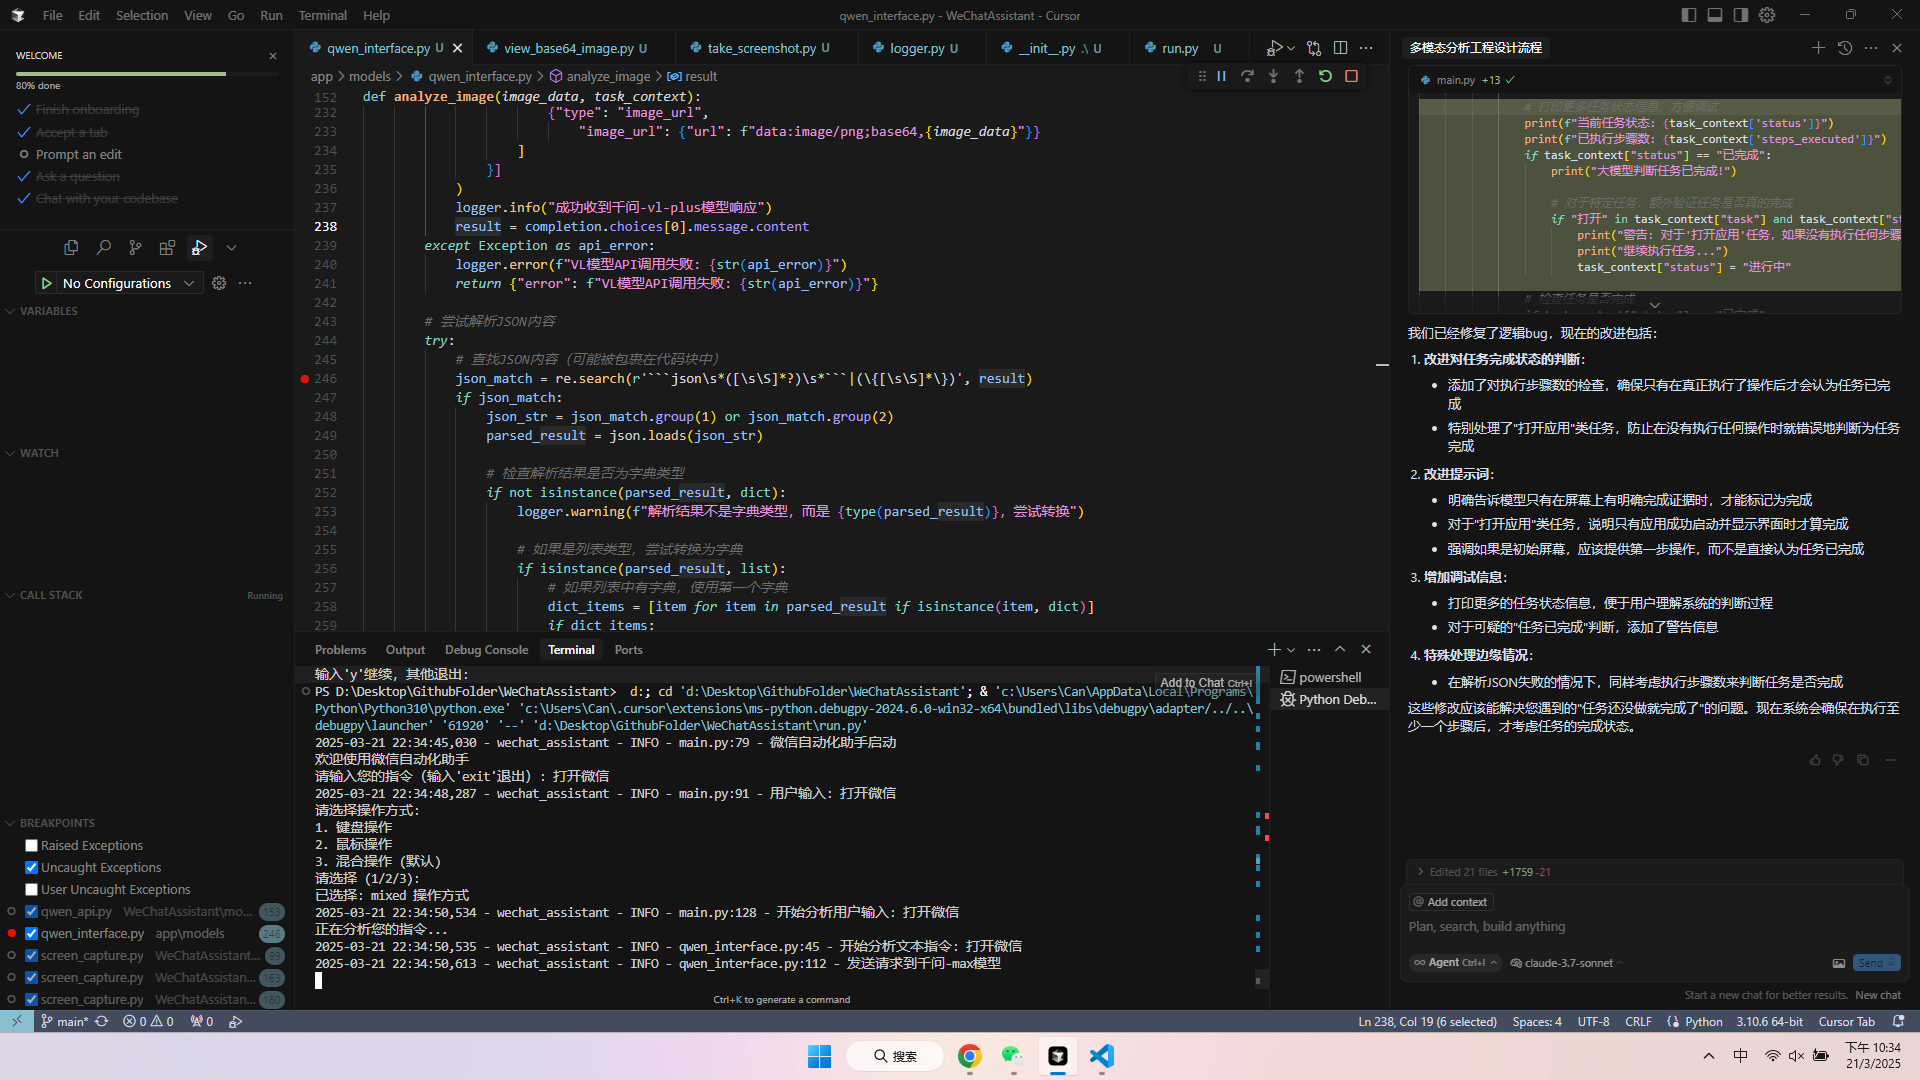 File Edit Selection View Go Run Terminal Help
qwen_interface.py - WeChatAssistant - Cursor
WELCOME
80% done
Finish onboarding
Accept a tab
Prompt an edit
Ask a question
Chat with your codebase
No Configurations
VARIABLES
WATCH
CALL STACK Running
BREAKPOINTS
Raised Exceptions
Uncaught Exceptions
User Uncaught Exceptions
qwen_api.py WeChatAssistant\mo... 153
qwen_interface.py app\models 246
screen_capture.py WeChatAssistant... 99
screen_capture.py WeChatAssistan... 163
screen_capture.py WeChatAssistan... 180
qwen_interface.py U
view_base64_image.py U
take_screenshot.py U
logger.py U
__init__.py .\ U
run.py U
app > models > qwen_interface.py > analyze_image > result
152 def analyze_image(image_data, task_context):
232 {"type": "image_url",
233 "image_url": {"url": f"data:image/png;base64,{image_data}"}}
234 ]
235 }]
236 )
237 logger.info("成功收到千问-vl-plus模型响应")
238 result = completion.choices[0].message.content
239 except Exception as api_error:
240 logger.error(f"VL模型API调用失败: {str(api_error)}")
241 return {"error": f"VL模型API调用失败: {str(api_error)}"}
242
243 # 尝试解析JSON内容
244 try:
245 # 查找JSON内容（可能被包裹在代码块中）
246 json_match = re.search(r'```json\s*([\s\S]*?)\s*```|(\{[\s\S]*\})', result)
247 if json_match:
248 json_str = json_match.group(1) or json_match.group(2)
249 parsed_result = json.loads(json_str)
250
251 # 检查解析结果是否为字典类型
252 if not isinstance(parsed_result, dict):
253 logger.warning(f"解析结果不是字典类型，而是 {type(parsed_result)}，尝试转换")
254
255 # 如果是列表类型，尝试转换为字典
256 if isinstance(parsed_result, list):
257 # 如果列表中有字典，使用第一个字典
258 dict_items = [item for item in parsed_result if isinstance(item, dict)]
259 if dict_items:
Problems Output Debug Console Terminal Ports
输入'y'继续，其他退出:
Add to Chat Ctrl+I
PS D:\Desktop\GithubFolder\WeChatAssistant> d:; cd 'd:\Desktop\GithubFolder\WeChatAssistant'; & 'c:\Users\Can\AppData\Local\Programs\
Python\Python310\python.exe' 'c:\Users\Can\.cursor\extensions\ms-python.debugpy-2024.6.0-win32-x64\bundled\libs\debugpy\adapter/../..\
debugpy\launcher' '61920' '--' 'd:\Desktop\GithubFolder\WeChatAssistant\run.py'
2025-03-21 22:34:45,030 - wechat_assistant - INFO - main.py:79 - 微信自动化助手启动
欢迎使用微信自动化助手
请输入您的指令（输入'exit'退出）: 打开微信
2025-03-21 22:34:48,287 - wechat_assistant - INFO - main.py:91 - 用户输入: 打开微信
请选择操作方式:
1. 键盘操作
2. 鼠标操作
3. 混合操作（默认）
请选择 (1/2/3):
已选择: mixed 操作方式
2025-03-21 22:34:50,534 - wechat_assistant - INFO - main.py:128 - 开始分析用户输入: 打开微信
正在分析您的指令...
2025-03-21 22:34:50,535 - wechat_assistant - INFO - qwen_interface.py:45 - 开始分析文本指令: 打开微信
2025-03-21 22:34:50,613 - wechat_assistant - INFO - qwen_interface.py:112 - 发送请求到千问-max模型
Ctrl+K to generate a command
powershell
Python Deb...
多模态分析工程设计流程
main.py +13
# 打印更多任务状态信息，方便调试
print(f"当前任务状态: {task_context['status']}")
print(f"已执行步骤数: {task_context['steps_executed']}")
if task_context["status"] == "已完成":
print("大模型判断任务已完成!")
# 对于特定任务，额外验证任务是否真的完成
if "打开" in task_context["task"] and task_context["st
print("警告: 对于'打开应用'任务，如果没有执行任何步骤
print("继续执行任务...")
task_context["status"] = "进行中"
# 检查任务是否完成
我们已经修复了逻辑bug，现在的改进包括:
1. 改进对任务完成状态的判断:
• 添加了对执行步骤数的检查，确保只有在真正执行了操作后才会认为任务已完
成
• 特别处理了"打开应用"类任务，防止在没有执行任何操作时就错误地判断为任务
完成
2. 改进提示词:
• 明确告诉模型只有在屏幕上有明确完成证据时，才能标记为完成
• 对于"打开应用"类任务，说明只有应用成功启动并显示界面时才算完成
• 强调如果是初始屏幕，应该提供第一步操作，而不是直接认为任务已完成
3. 增加调试信息:
• 打印更多的任务状态信息，便于用户理解系统的判断过程
• 对于可疑的"任务已完成"判断，添加了警告信息
4. 特殊处理边缘情况:
• 在解析JSON失败的情况下，同样考虑执行步骤数来判断任务是否完成
这些修改应该能解决您遇到的"任务还没做就完成了"的问题。现在系统会确保在执行至
少一个步骤后，才考虑任务的完成状态。
Edited 21 files +1759 -21
@ Add context
Plan, search, build anything
Agent Ctrl+I claude-3.7-sonnet
Send
Start a new chat for better results. New chat
main* 0 0 0
Ln 238, Col 19 (6 selected) Spaces: 4 UTF-8 CRLF Python 3.10.6 64-bit Cursor Tab
搜索
中
下午 10:34
21/3/2025